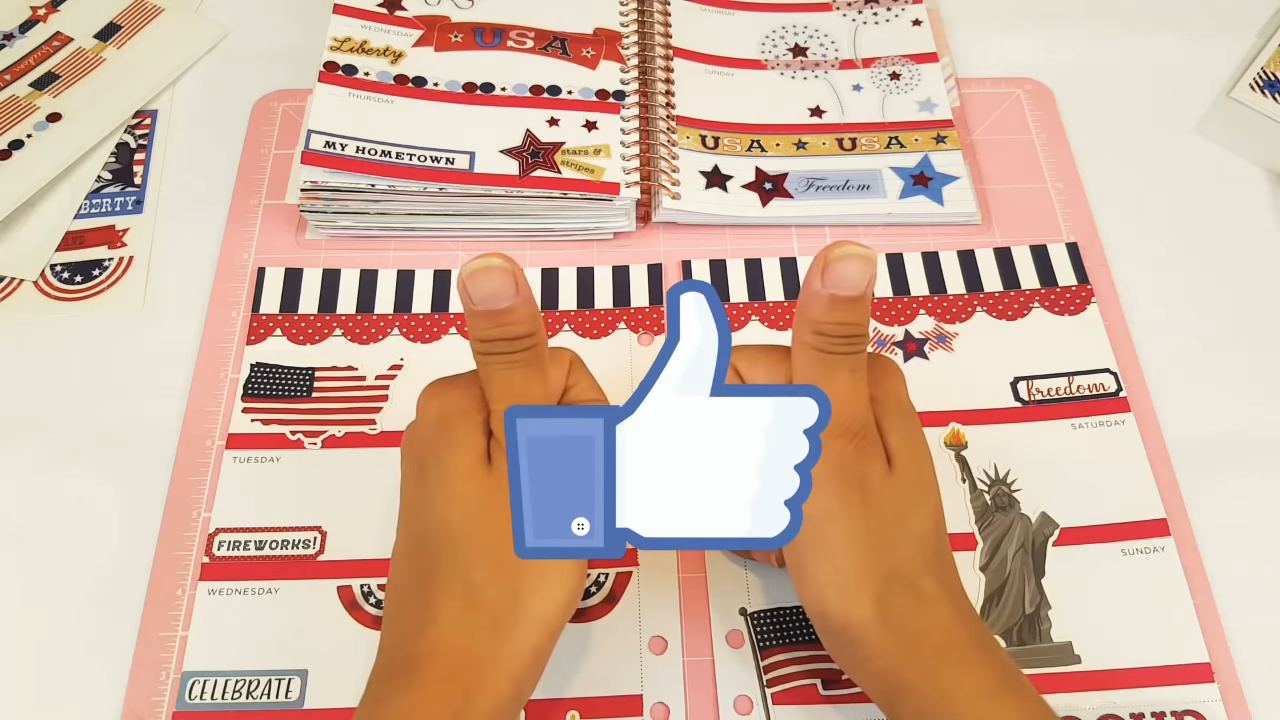 SATURDAY
WEDNESDAY
USA
Liberty
SUNDAY
THURSDAY
USA USA
MY HOMETOWN
stars &
stripes
Freedom
BERTY
freedom
SATURDAY
TUESDAY
FIREWORKS!
SUNDAY
WEDNESDAY
CELEBRATE